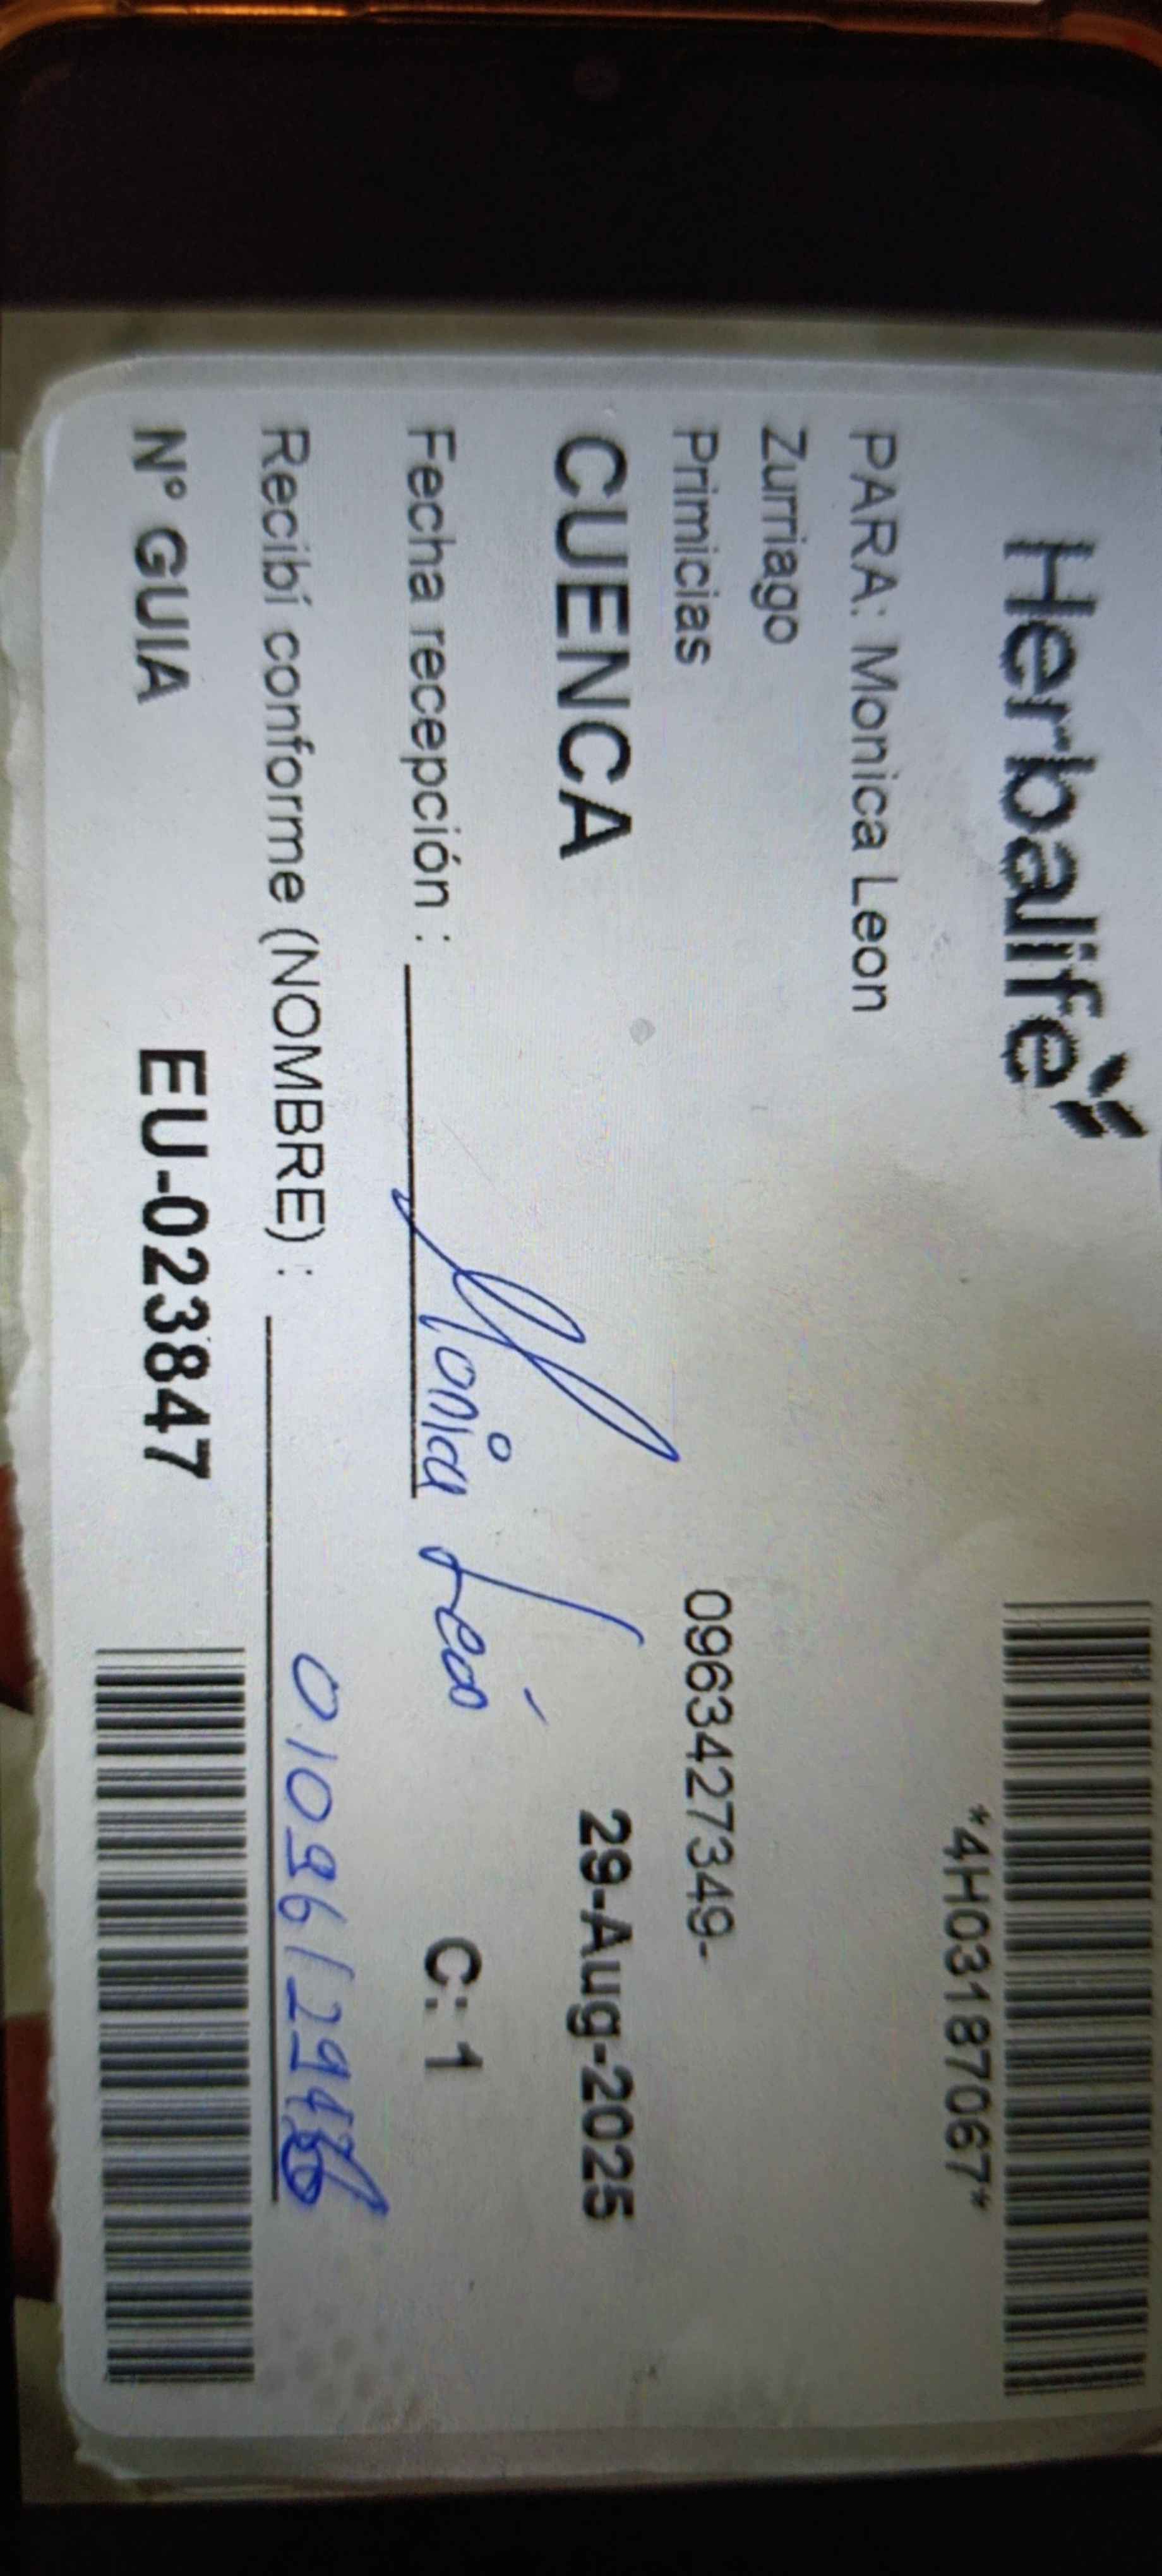 Herbalife
*4H03187067*
PARA: Monica Leon
Zurriago
Primicias
0963427349-
CUENCA
29-Aug-2025
Fecha recepción :
C: 1
Recibí conforme (NOMBRE) :
N° GUIA
EU-023847